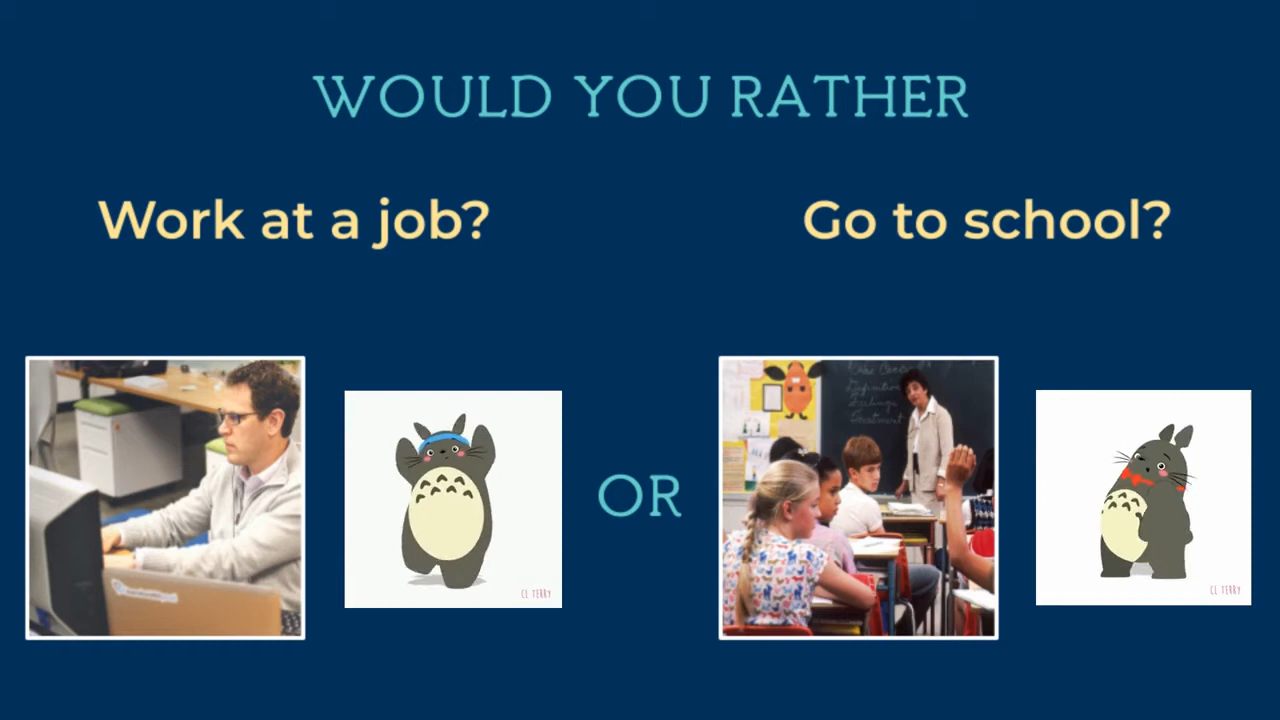 WOULD YOU RATHER
Work at a job?
Go to school?
OR
CL TERRY
CL TERRY